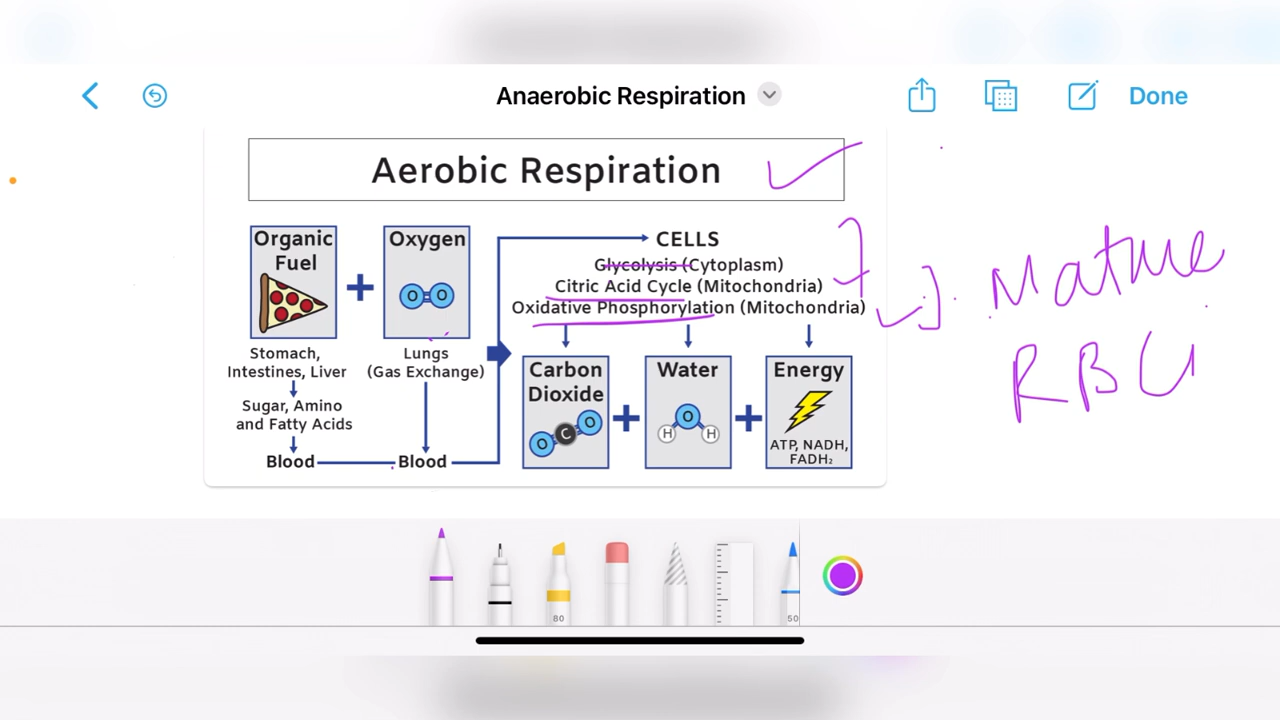 Anaerobic Respiration
Done
Aerobic Respiration
Organic
Fuel
Oxygen
O O
Stomach,
Intestines, Liver
Sugar, Amino
and Fatty Acids
Blood
Lungs
(Gas Exchange)
Blood
CELLS
Glycolysis (Cytoplasm)
Citric Acid Cycle (Mitochondria)
Oxidative Phosphorylation (Mitochondria)
Carbon
Dioxide
O C O
Water
O
H H
Energy
ATP, NADH,
FADH₂
Mature
RBC
80
50